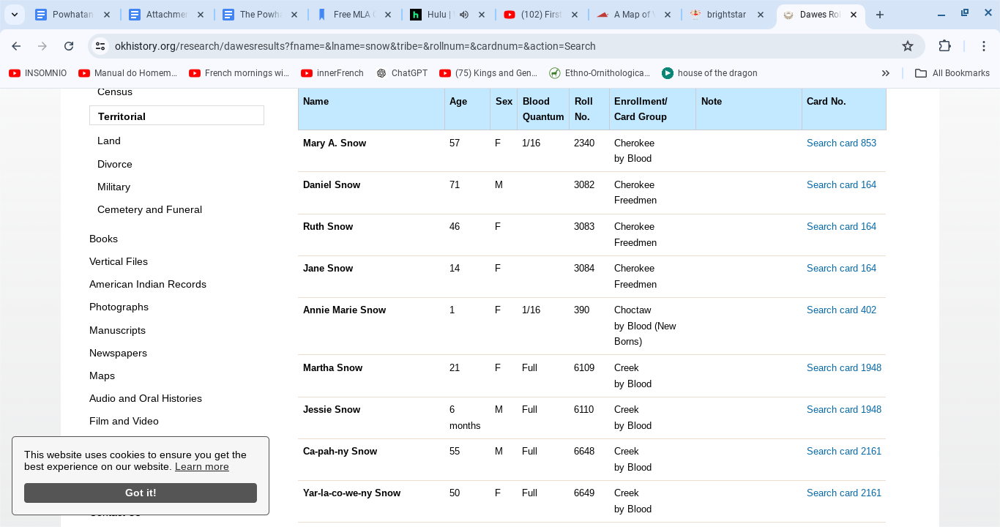 Powhatan
Attachmen
The Powha
Free MLA
Hulu |
(102) First
A Map of
brightstar
Dawes Rol
okhistory.org/research/dawesresults?fname=&lname=snow&tribe=&rollnum=&cardnum=&action=Search
INSOMNIO
Manual do Homem...
French mornings wi...
innerFrench
ChatGPT
(75) Kings and Gen...
Ethno-Ornithologica...
house of the dragon
All Bookmarks
Census
Territorial
Land
Divorce
Military
Cemetery and Funeral
Books
Vertical Files
American Indian Records
Photographs
Manuscripts
Newspapers
Maps
Audio and Oral Histories
Film and Video
Contact Us
Name Age Sex Blood Quantum Roll No. Enrollment/ Card Group Note Card No.
Mary A. Snow 57 F 1/16 2340 Cherokee Search card 853
by Blood
Daniel Snow 71 M 3082 Cherokee Search card 164
Freedmen
Ruth Snow 46 F 3083 Cherokee Search card 164
Freedmen
Jane Snow 14 F 3084 Cherokee Search card 164
Freedmen
Annie Marie Snow 1 F 1/16 390 Choctaw Search card 402
by Blood (New
Borns)
Martha Snow 21 F Full 6109 Creek Search card 1948
by Blood
Jessie Snow 6 M Full 6110 Creek Search card 1948
months by Blood
Ca-pah-ny Snow 55 M Full 6648 Creek Search card 2161
by Blood
Yar-la-co-we-ny Snow 50 F Full 6649 Creek Search card 2161
by Blood
This website uses cookies to ensure you get the
best experience on our website. Learn more
Got it!